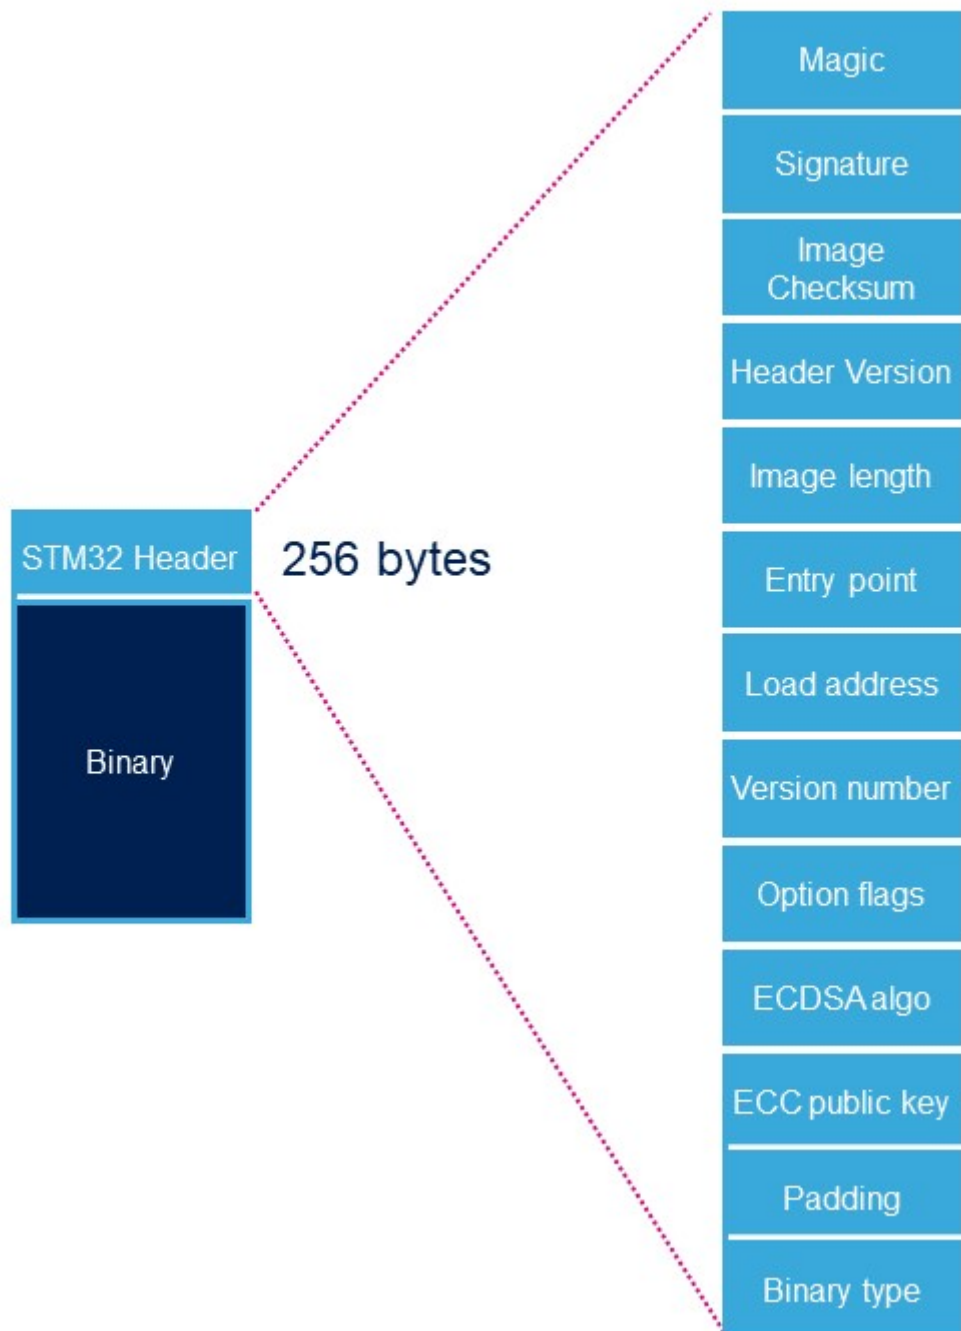 STM32 Header
256 bytes
Binary
Magic
Signature
Image
Checksum
Header Version
Image length
Entry point
Load address
Version number
Option flags
ECDSA algo
ECC public key
Padding
Binary type